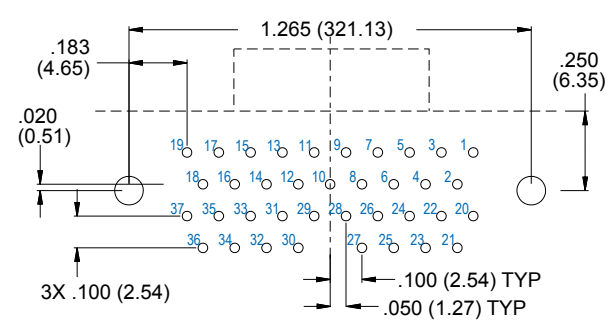 1.265 (321.13)
.183
(4.65)
.250
(6.35)
.020
(0.51)
19 17 15 13 11 9 7 5 3 1
18 16 14 12 10 8 6 4 2
37 35 33 31 29 28 26 24 22 20
36 34 32 30 27 25 23 21
3X .100 (2.54)
.100 (2.54) TYP
.050 (1.27) TYP